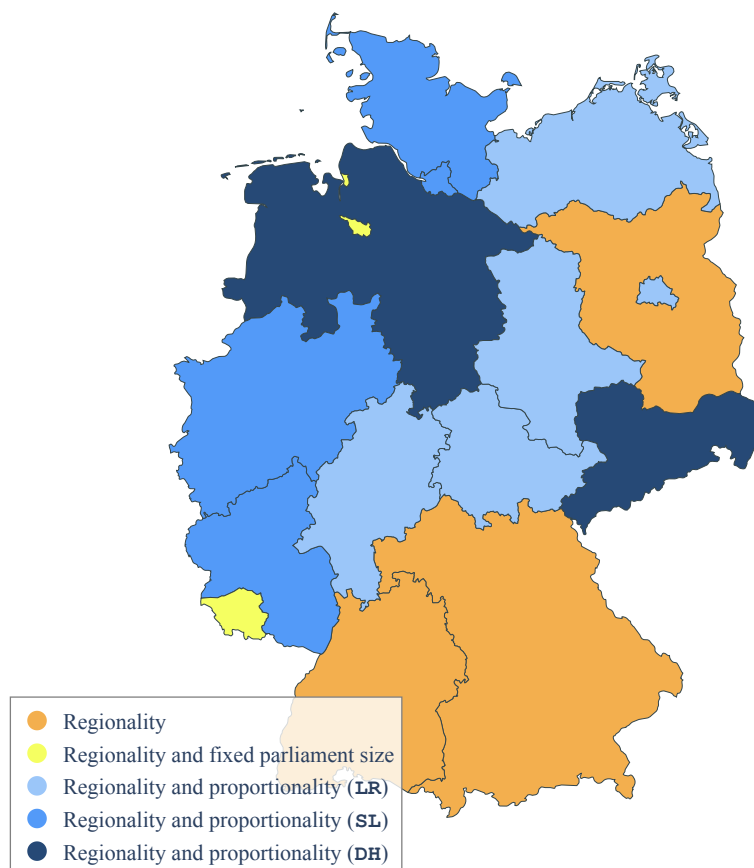 Regionality
Regionality and fixed parliament size
Regionality and proportionality (LR)
Regionality and proportionality (SL)
Regionality and proportionality (DH)